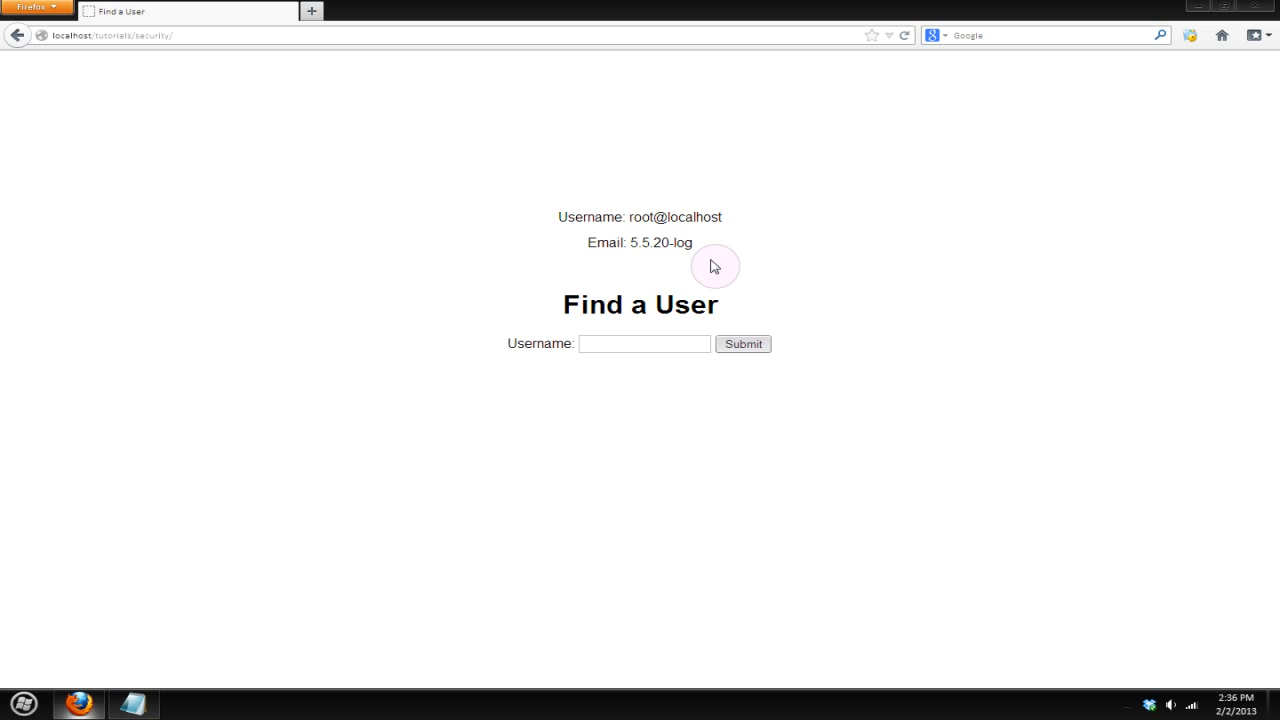 Firefox
Find a User
localhost/tutorials/security/
Google
Username: root@localhost
Email: 5.5.20-log
Find a User
Username:
Submit
2:36 PM
2/2/2013